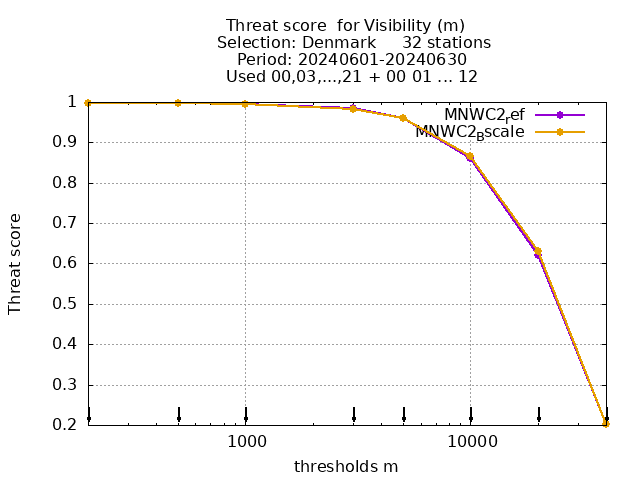 Threat score  for Visibility (m)
Selection: Denmark     32 stations
Period: 20240601-20240630
Used 00,03,...,21 + 00 01 ... 12
MNWC2ref
MNWC2Bscale
1
0.9
0.8
0.7
0.6
0.5
0.4
0.3
0.2
Threat score
1000 10000
thresholds m